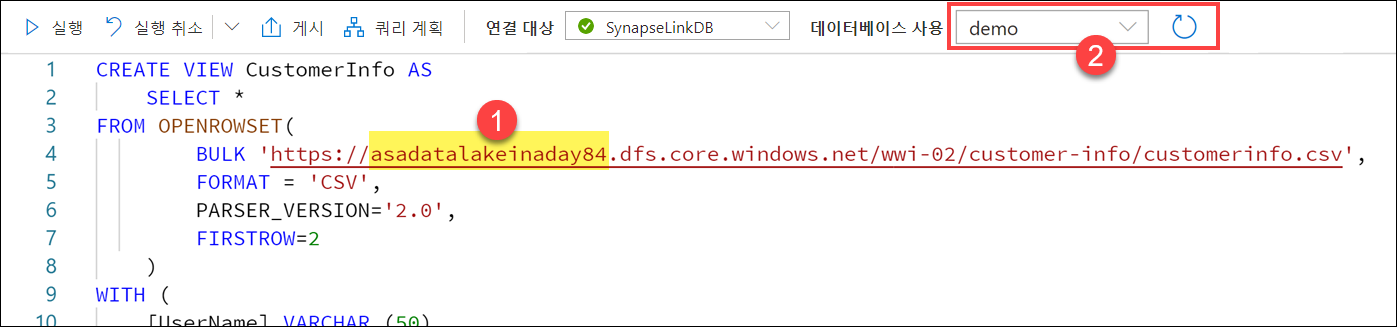 실행 실행 취소 게시 쿼리 계획 연결 대상 SynapseLinkDB 데이터베이스 사용 demo
2
1 CREATE VIEW CustomerInfo AS
2 SELECT *
1
3 FROM OPENROWSET(
4 BULK 'https://asadatalakeinaday84.dfs.core.windows.net/wwi-02/customer-info/customerinfo.csv',
5 FORMAT = 'CSV',
6 PARSER_VERSION='2.0',
7 FIRSTROW=2
8 )
9 WITH (
10 [UserName] VARCHAR (50)